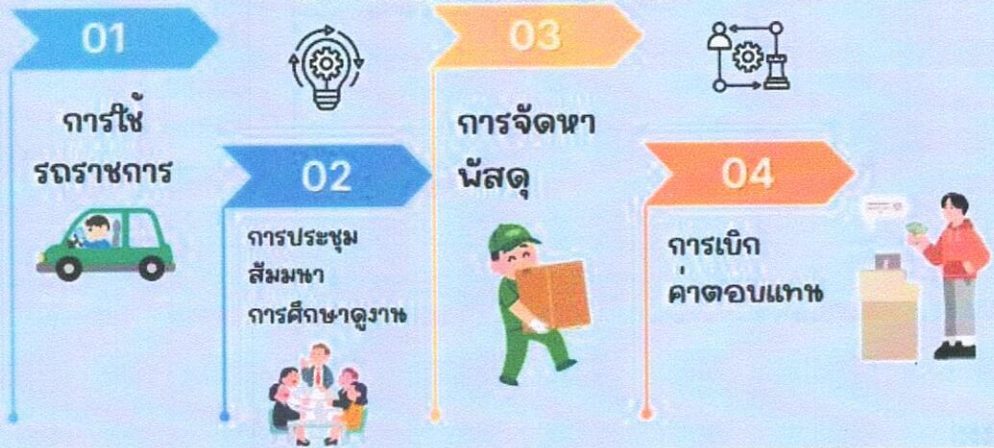 01
การใช้
รถราชการ
02
การประชุม
สัมมนา
การศึกษาดูงาน
03
การจัดหา
พัสดุ
04
การเบิก
ค่าตอบแทน